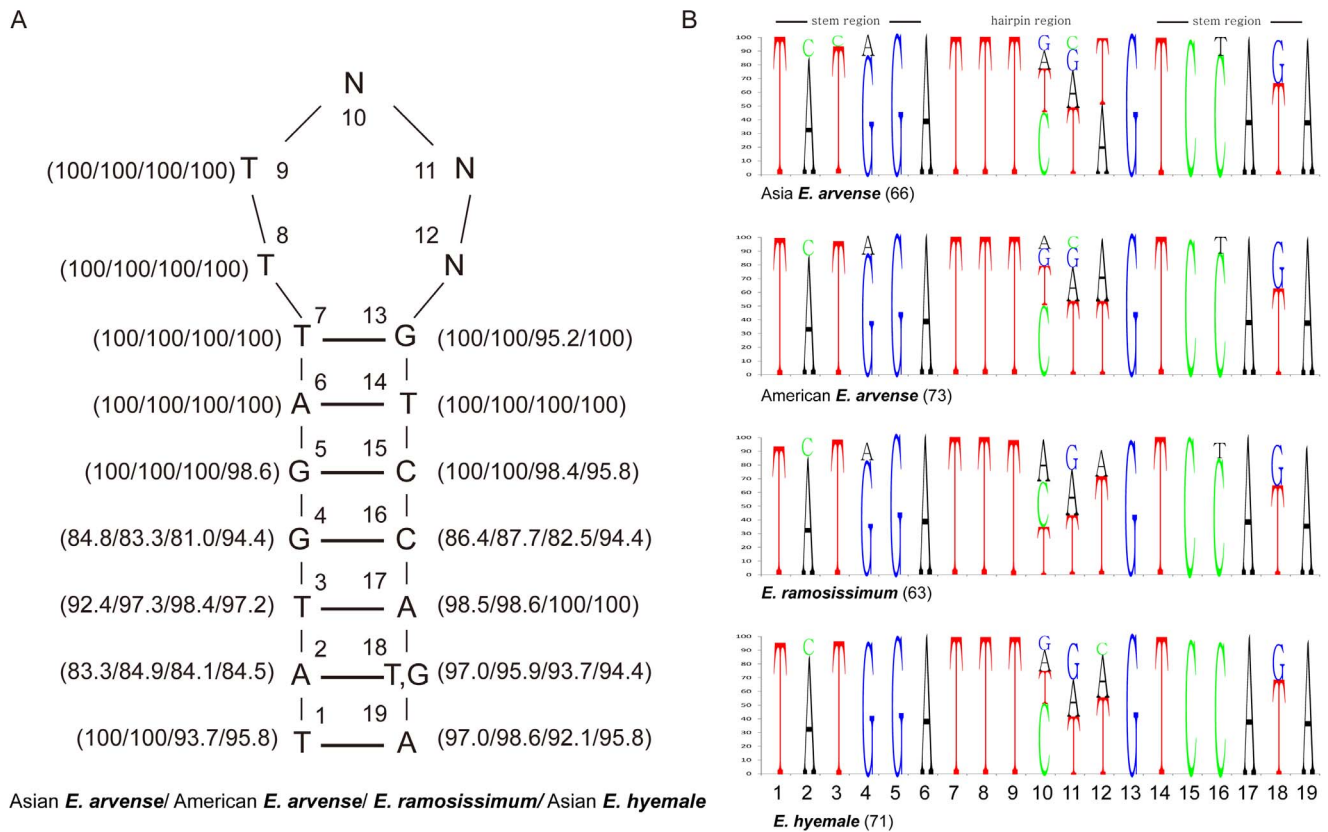 A
N
10
(100/100/100/100) T 9 11 N
8 12
(100/100/100/100) T N
7 13
(100/100/100/100) T G (100/100/95.2/100)
6 14
(100/100/100/100) A T (100/100/100/100)
5 15
(100/100/100/98.6) G C (100/100/98.4/95.8)
4 16
(84.8/83.3/81.0/94.4) G C (86.4/87.7/82.5/94.4)
3 17
(92.4/97.3/98.4/97.2) T A (98.5/98.6/100/100)
2 18
(83.3/84.9/84.1/84.5) A T,G (97.0/95.9/93.7/94.4)
1 19
(100/100/93.7/95.8) T A (97.0/98.6/92.1/95.8)
Asian E. arvense/ American E. arvense/ E. ramosissimum/ Asian E. hyemale
B
stem region hairpin region stem region
Asia E. arvense (66)
American E. arvense (73)
E. ramosissimum (63)
1 2 3 4 5 6 7 8 9 10 11 12 13 14 15 16 17 18 19
E. hyemale (71)